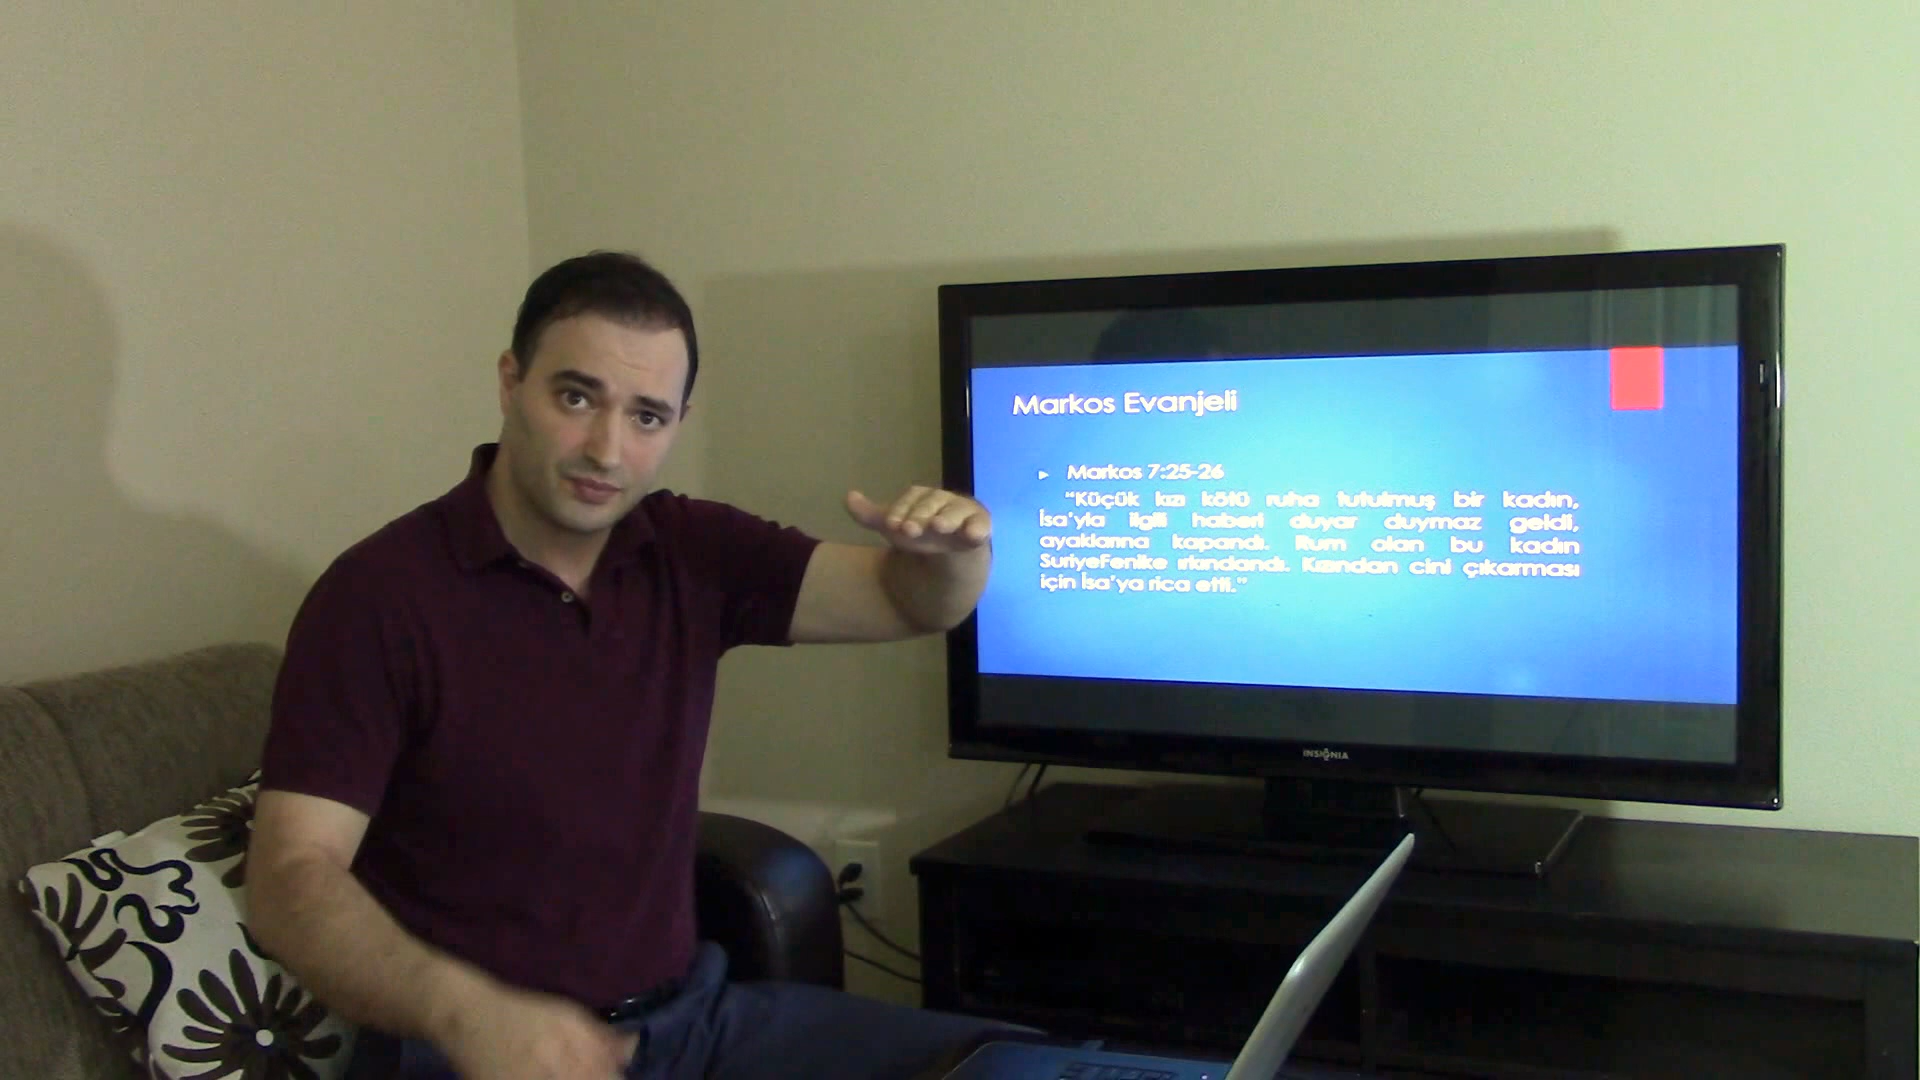 Markos Evanjeli
► Markos 7:25-26
“Küçük kızı kötü ruha tutulmuş bir kadın,
İsa’yla ilgili haberi duyar duymaz geldi,
ayaklarına kapandı. Rum olan bu kadın
SuriyeFenike ırkındandı. Kızından cini çıkarması
için İsa’ya rica etti.”
INSIGNIA